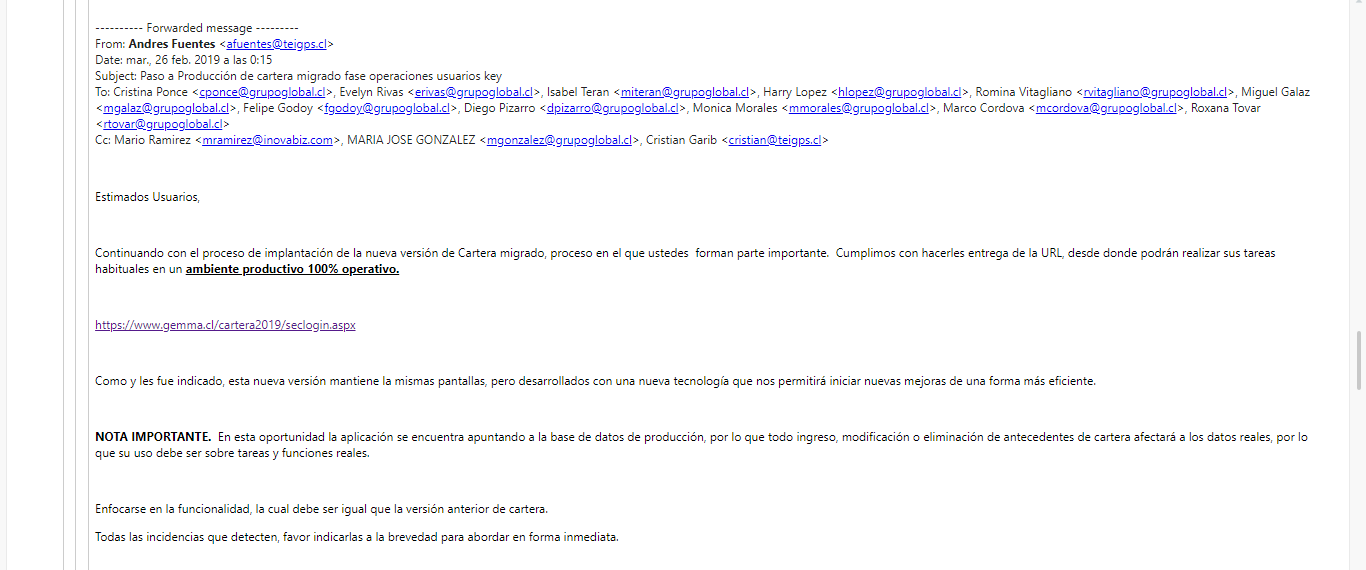 ---------- Forwarded message ---------
From: Andres Fuentes <afuentes@teigps.cl>
Date: mar., 26 feb. 2019 a las 0:15
Subject: Paso a Producción de cartera migrado fase operaciones usuarios key
To: Cristina Ponce <cponce@grupoglobal.cl>, Evelyn Rivas <erivas@grupoglobal.cl>, Isabel Teran <miteran@grupoglobal.cl>, Harry Lopez <hlopez@grupoglobal.cl>, Romina Vitagliano <rvitagliano@grupoglobal.cl>, Miguel Galaz
<mgalaz@grupoglobal.cl>, Felipe Godoy <fgodoy@grupoglobal.cl>, Diego Pizarro <dpizarro@grupoglobal.cl>, Monica Morales <mmorales@grupoglobal.cl>, Marco Cordova <mcordova@grupoglobal.cl>, Roxana Tovar
<rtovar@grupoglobal.cl>
Cc: Mario Ramirez <mramirez@inovabiz.com>, MARIA JOSE GONZALEZ <mgonzalez@grupoglobal.cl>, Cristian Garib <cristian@teigps.cl>
Estimados Usuarios,
Continuando con el proceso de implantación de la nueva versión de Cartera migrado, proceso en el que ustedes  forman parte importante.  Cumplimos con hacerles entrega de la URL, desde donde podrán realizar sus tareas
habituales en un ambiente productivo 100% operativo.
https://www.gemma.cl/cartera2019/seclogin.aspx
Como y les fue indicado, esta nueva versión mantiene la mismas pantallas, pero desarrollados con una nueva tecnología que nos permitirá iniciar nuevas mejoras de una forma más eficiente.
NOTA IMPORTANTE.  En esta oportunidad la aplicación se encuentra apuntando a la base de datos de producción, por lo que todo ingreso, modificación o eliminación de antecedentes de cartera afectará a los datos reales, por lo
que su uso debe ser sobre tareas y funciones reales.
Enfocarse en la funcionalidad, la cual debe ser igual que la versión anterior de cartera.
Todas las incidencias que detecten, favor indicarlas a la brevedad para abordar en forma inmediata.